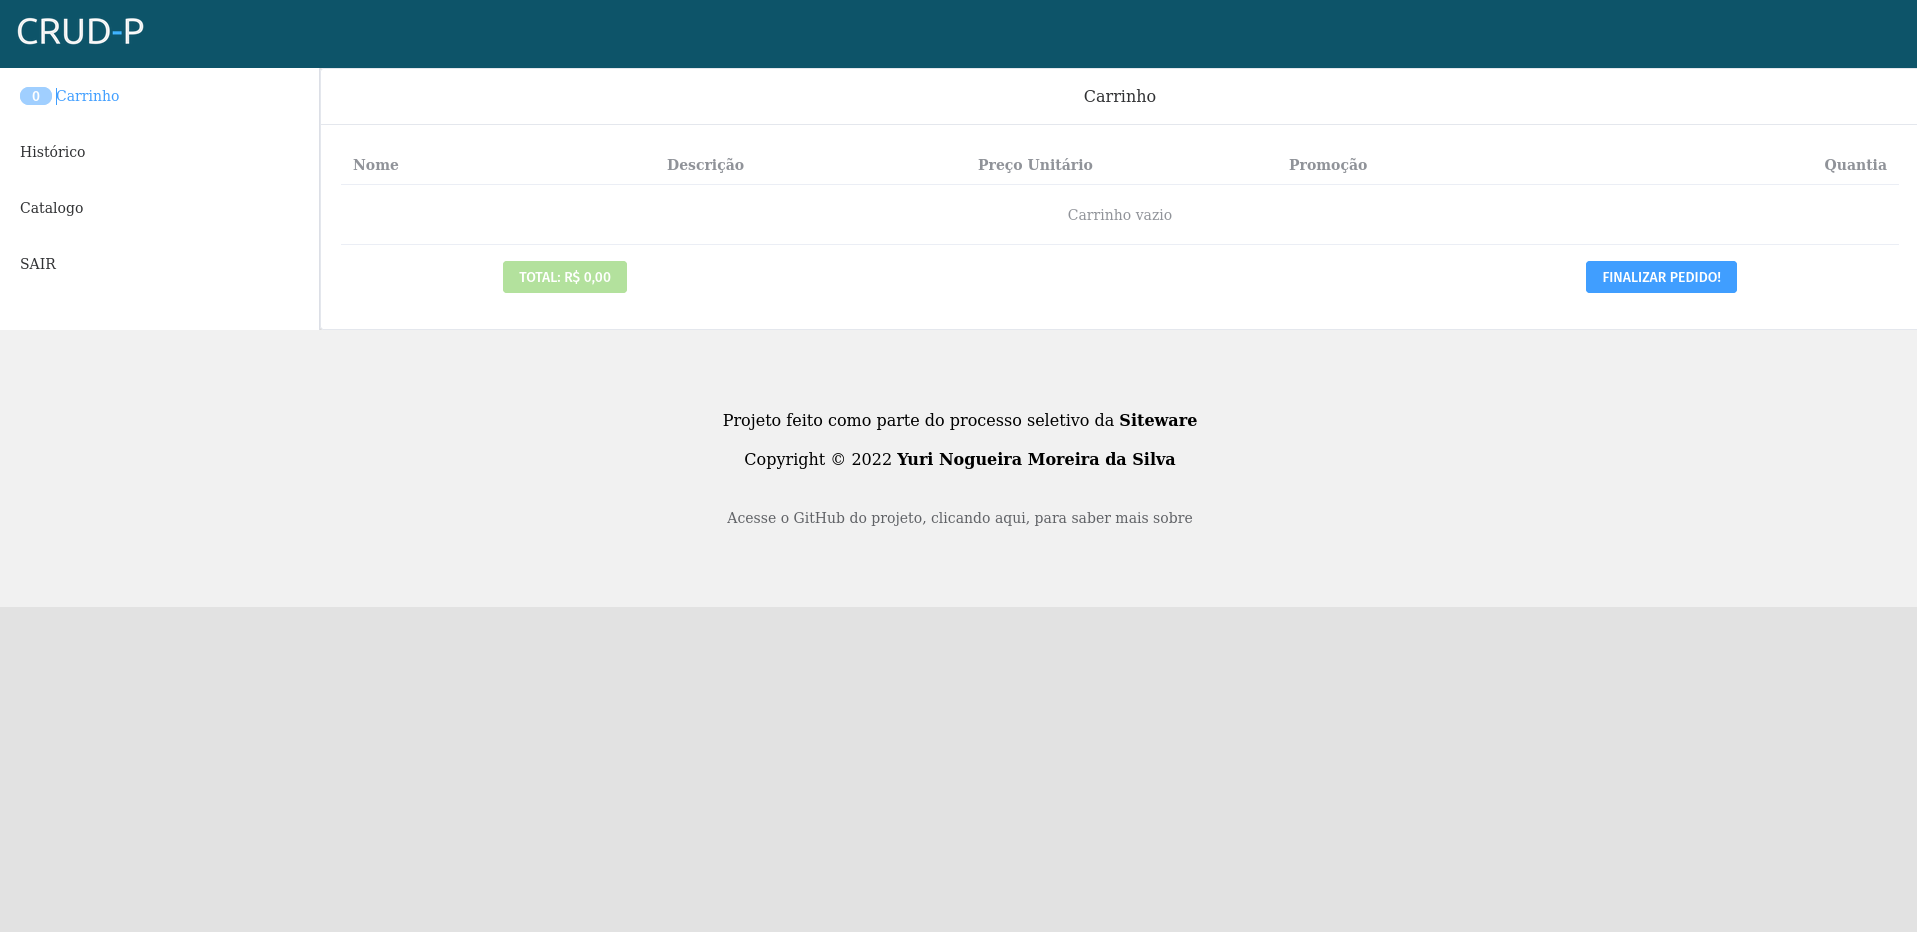 CRUD-P
0 Carrinho
Histórico
Catalogo
SAIR
Carrinho
Nome Descrição Preço Unitário Promoção Quantia
Carrinho vazio
TOTAL: R$ 0,00 FINALIZAR PEDIDO!
Projeto feito como parte do processo seletivo da Siteware
Copyright © 2022 Yuri Nogueira Moreira da Silva
Acesse o GitHub do projeto, clicando aqui, para saber mais sobre